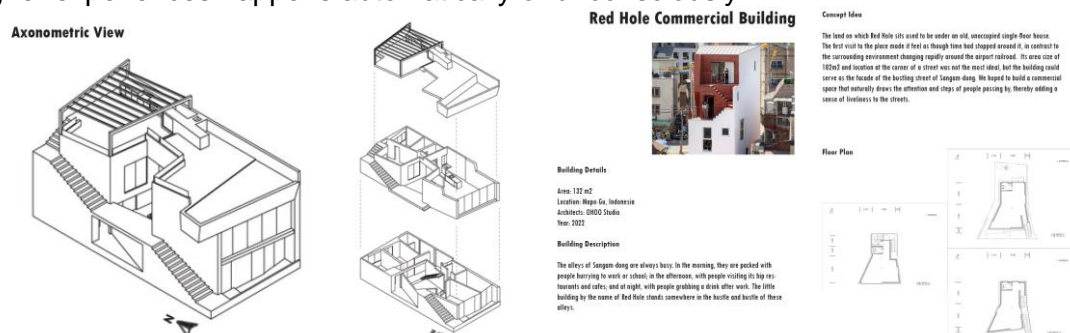 experiences happens automatically
Axonometric View
N
Red Hole Commercial Building
Building Details
Area: 132 m2
Location: Mapo-Gu, Indonesia
Architects: Studio
Year: 2022
Building Description
The alleys of Sangam-dong are always busy. In the morning, they are packed with
people hurrying to work or school; in the afternoon, with people visiting its hip res-
taurants and cafes; and at night, with people grabbing a drink after work. The little
building by the name of Red Hole stands somewhere in the hustle and bustle of these
alleys.
Concept Idea
The land on which Red Hole sits used to be under an old, unoccupied single-floor house.
The first visit to the place made it feel as though time had stopped around it, in contrast to
the surrounding environment changing rapidly around the airport railroad. Its area size of
and location at the corner of a street was not the most ideal, but the building could
serve as the facade of the bustling street of Sangam-dong. We hoped to build a commercial
space that naturally draws the attention and steps of people passing by, thereby adding a
sense of liveliness to the streets.
Floor Plan